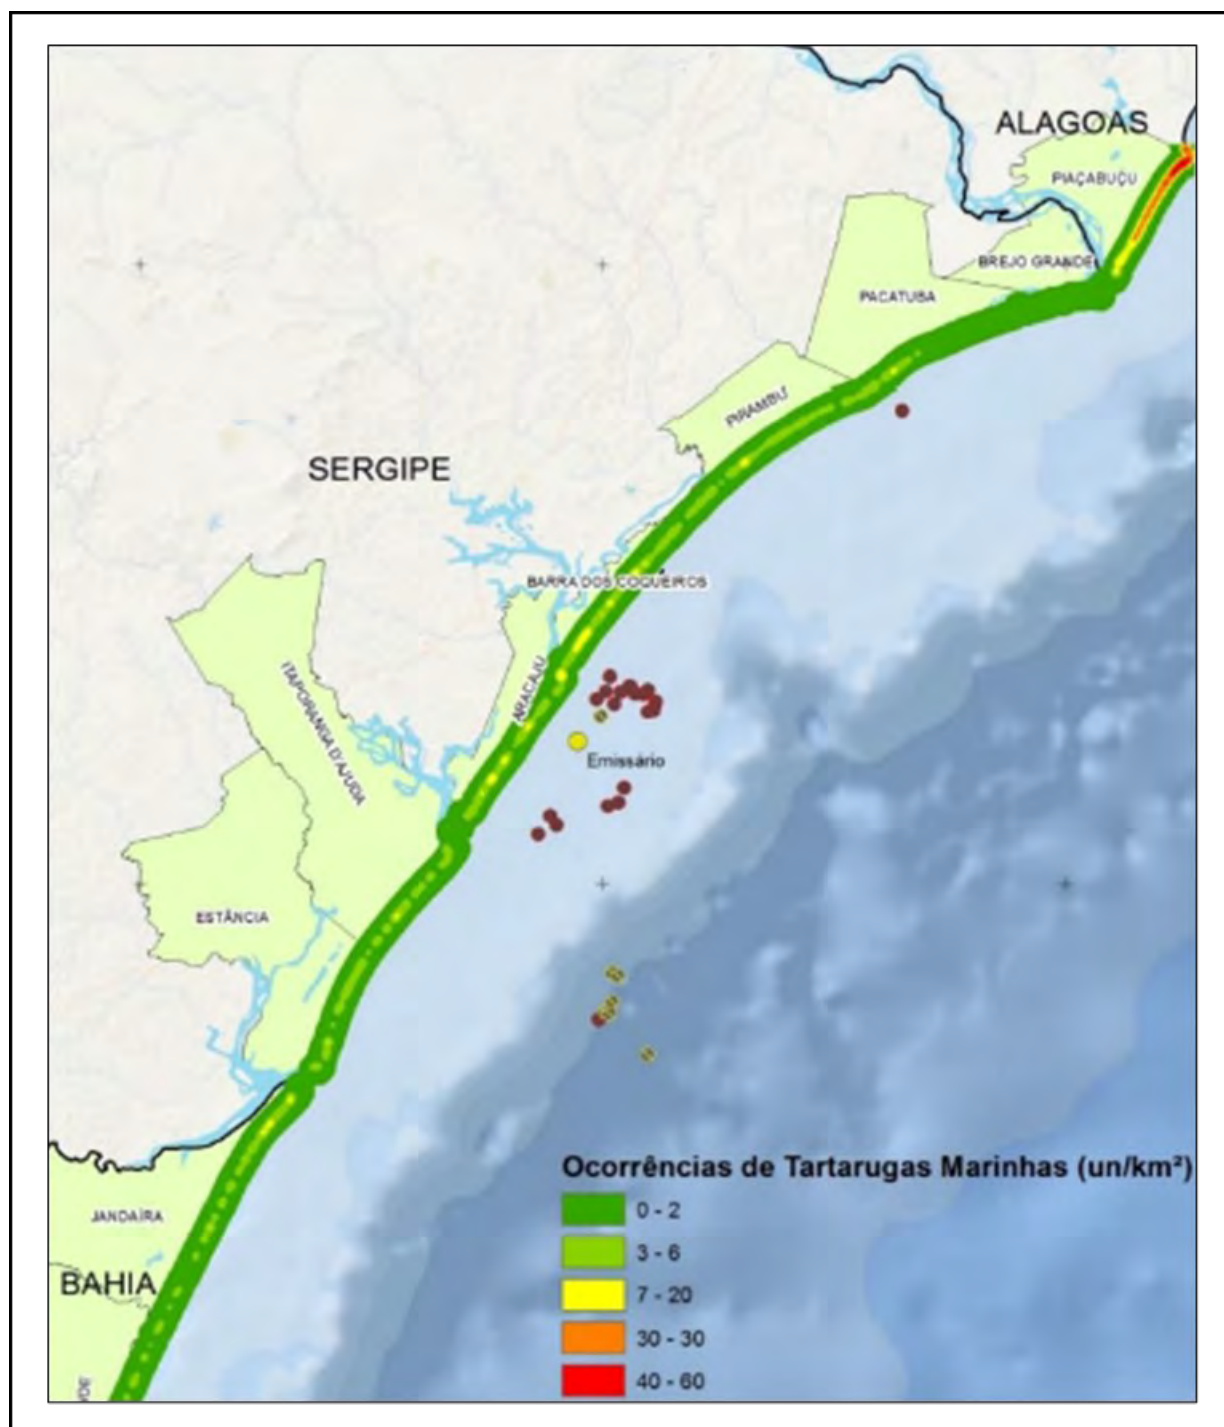 ALAGOAS
PIAÇABUÇU
BREJO GRANDE
PACATUBA
PIRAMBÚ
SERGIPE
BARRA DOS COQUEIROS
ARACAJU
ITAPORANGA D'AJUDA
Emissário
ESTÂNCIA
JANDAÍRA
BAHIA
Ocorrências de Tartarugas Marinhas (un/km²)
0 - 2
3 - 6
7 - 20
30 - 30
40 - 60